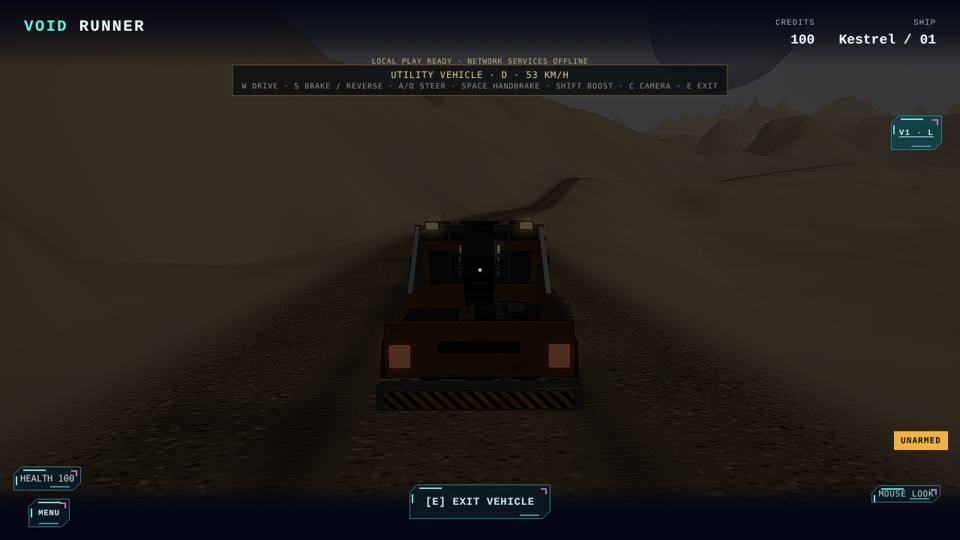 VOID RUNNER
CREDITS
100
SHIP
Kestrel / 01
LOCAL PLAY READY · NETWORK SERVICES OFFLINE
UTILITY VEHICLE · D · 53 KM/H
W DRIVE · S BRAKE / REVERSE · A/D STEER · SPACE HANDBRAKE · SHIFT BOOST · C CAMERA · E EXIT
V1 · L
UNARMED
HEALTH 100
MENU
[E] EXIT VEHICLE
MOUSE LOOK